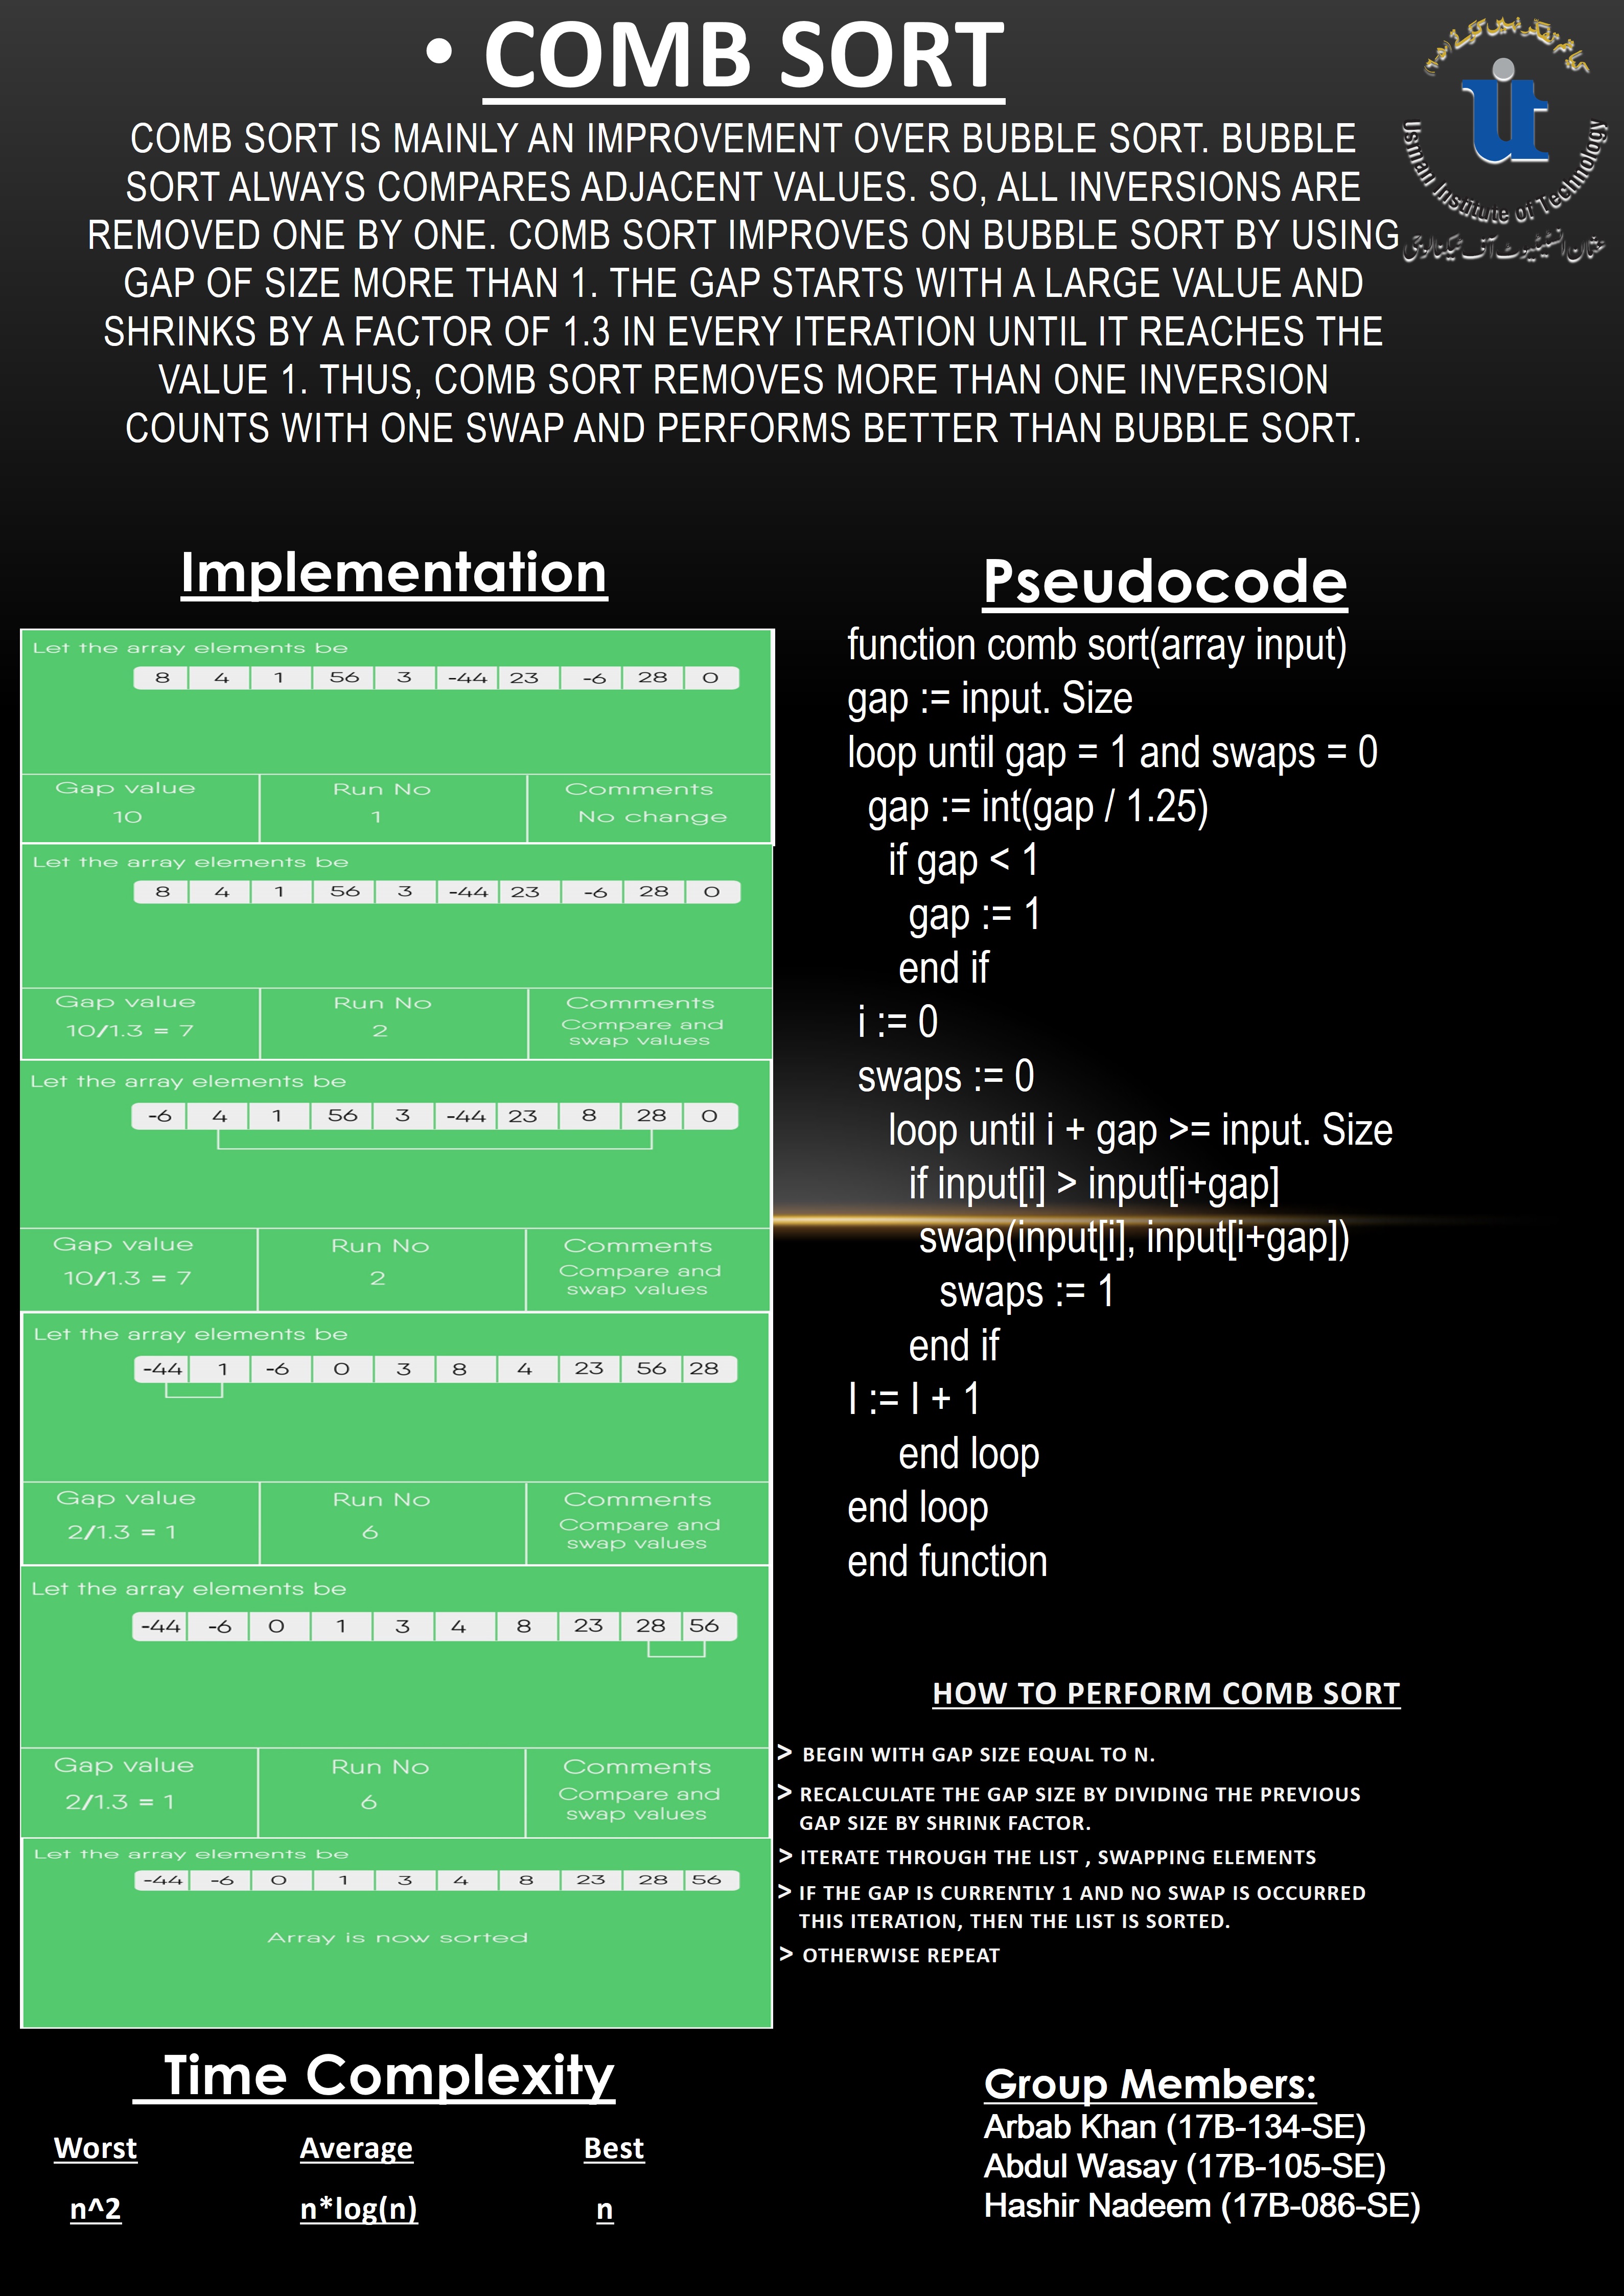 • COMB SORT
COMB SORT IS MAINLY AN IMPROVEMENT OVER BUBBLE SORT. BUBBLE
SORT ALWAYS COMPARES ADJACENT VALUES. SO, ALL INVERSIONS ARE
REMOVED ONE BY ONE. COMB SORT IMPROVES ON BUBBLE SORT BY USING
GAP OF SIZE MORE THAN 1. THE GAP STARTS WITH A LARGE VALUE AND
SHRINKS BY A FACTOR OF 1.3 IN EVERY ITERATION UNTIL IT REACHES THE
VALUE 1. THUS, COMB SORT REMOVES MORE THAN ONE INVERSION
COUNTS WITH ONE SWAP AND PERFORMS BETTER THAN BUBBLE SORT.
uit
Usman Institute of Technology
عثمان انسٹیٹیوٹ آف ٹیکنالوجی
Implementation
Let the array elements be
8 4 1 56 3 -44 23 -6 28 0
Gap value Run No Comments
10 1 No change
Let the array elements be
8 4 1 56 3 -44 23 -6 28 0
Gap value Run No Comments
10/1.3 = 7 2 Compare and
swap values
Let the array elements be
-6 4 1 56 3 -44 23 8 28 0
Gap value Run No Comments
10/1.3 = 7 2 Compare and
swap values
Let the array elements be
-44 1 -6 0 3 8 4 23 56 28
Gap value Run No Comments
2/1.3 = 1 6 Compare and
swap values
Let the array elements be
-44 -6 0 1 3 4 8 23 28 56
Gap value Run No Comments
2/1.3 = 1 6 Compare and
swap values
Let the array elements be
-44 -6 0 1 3 4 8 23 28 56
Array is now sorted
Pseudocode
function comb sort(array input)
gap := input. Size
loop until gap = 1 and swaps = 0
gap := int(gap / 1.25)
if gap < 1
gap := 1
end if
i := 0
swaps := 0
loop until i + gap >= input. Size
if input[i] > input[i+gap]
swap(input[i], input[i+gap])
swaps := 1
end if
I := I + 1
end loop
end loop
end function
HOW TO PERFORM COMB SORT
> BEGIN WITH GAP SIZE EQUAL TO N.
> RECALCULATE THE GAP SIZE BY DIVIDING THE PREVIOUS
GAP SIZE BY SHRINK FACTOR.
> ITERATE THROUGH THE LIST , SWAPPING ELEMENTS
> IF THE GAP IS CURRENTLY 1 AND NO SWAP IS OCCURRED
THIS ITERATION, THEN THE LIST IS SORTED.
> OTHERWISE REPEAT
Time Complexity
Worst Average Best
n^2 n*log(n) n
Group Members:
Arbab Khan (17B-134-SE)
Abdul Wasay (17B-105-SE)
Hashir Nadeem (17B-086-SE)